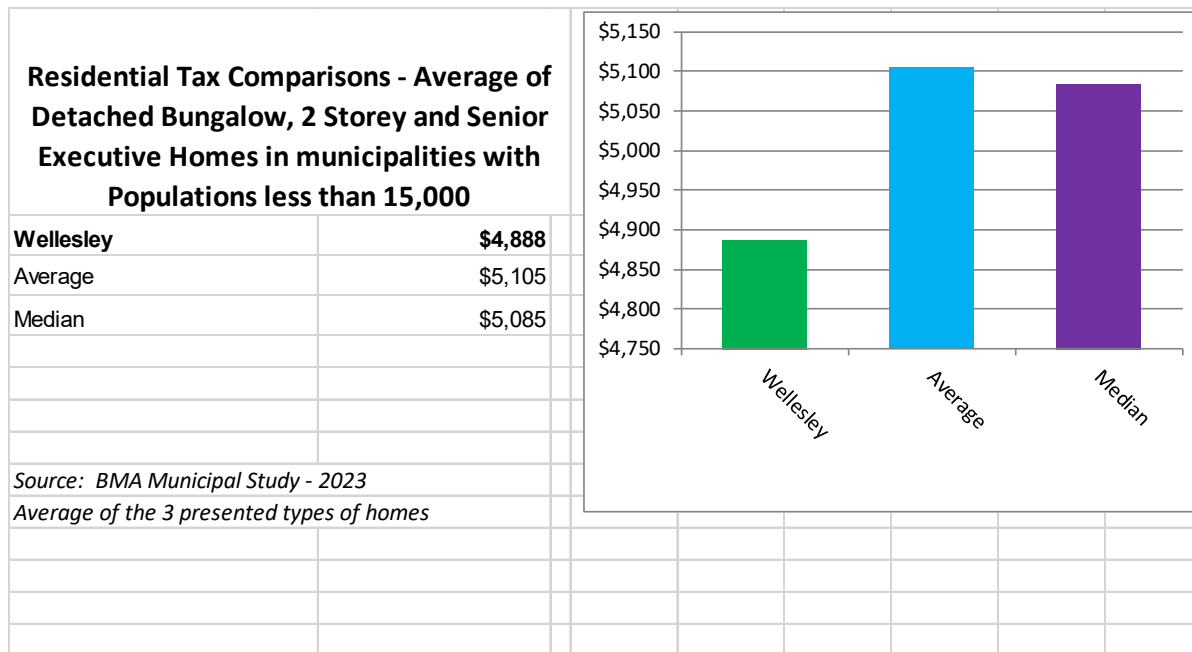 Residential Tax Comparisons - Average of
Detached Bungalow, 2 Storey and Senior
Executive Homes in municipalities with
Populations less than 15,000
Wellesley $4,888
Average $5,105
Median $5,085
Source:  BMA Municipal Study - 2023
Average of the 3 presented types of homes
$5,150
$5,100
$5,050
$5,000
$4,950
$4,900
$4,850
$4,800
$4,750
Wellesley
Average
Median